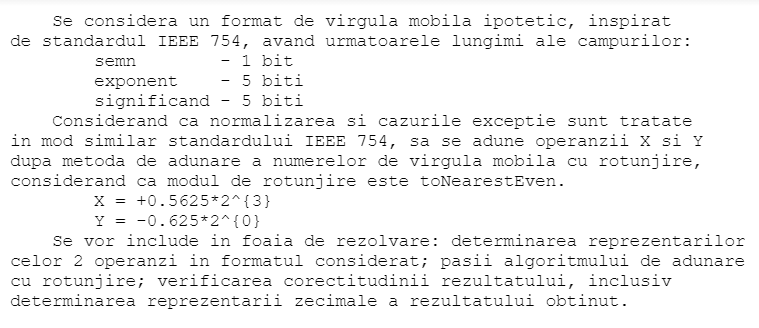 Se considera un format de virgula mobila ipotetic, inspirat
de standardul IEEE 754, avand urmatoarele lungimi ale campurilor:
semn - 1 bit
exponent - 5 biti
significand - 5 biti
Considerand ca normalizarea si cazurile exceptie sunt tratate
in mod similar standardului IEEE 754, sa se adune operanzii X si Y
dupa metoda de adunare a numerelor de virgula mobila cu rotunjire,
considerand ca modul de rotunjire este toNearestEven.
X = +0.5625*2^{3}
Y = -0.625*2^{0}
Se vor include in foaia de rezolvare: determinarea reprezentarilor
celor 2 operanzi in formatul considerat; pasii algoritmului de adunare
cu rotunjire; verificarea corectitudinii rezultatului, inclusiv
determinarea reprezentarii zecimale a rezultatului obtinut.